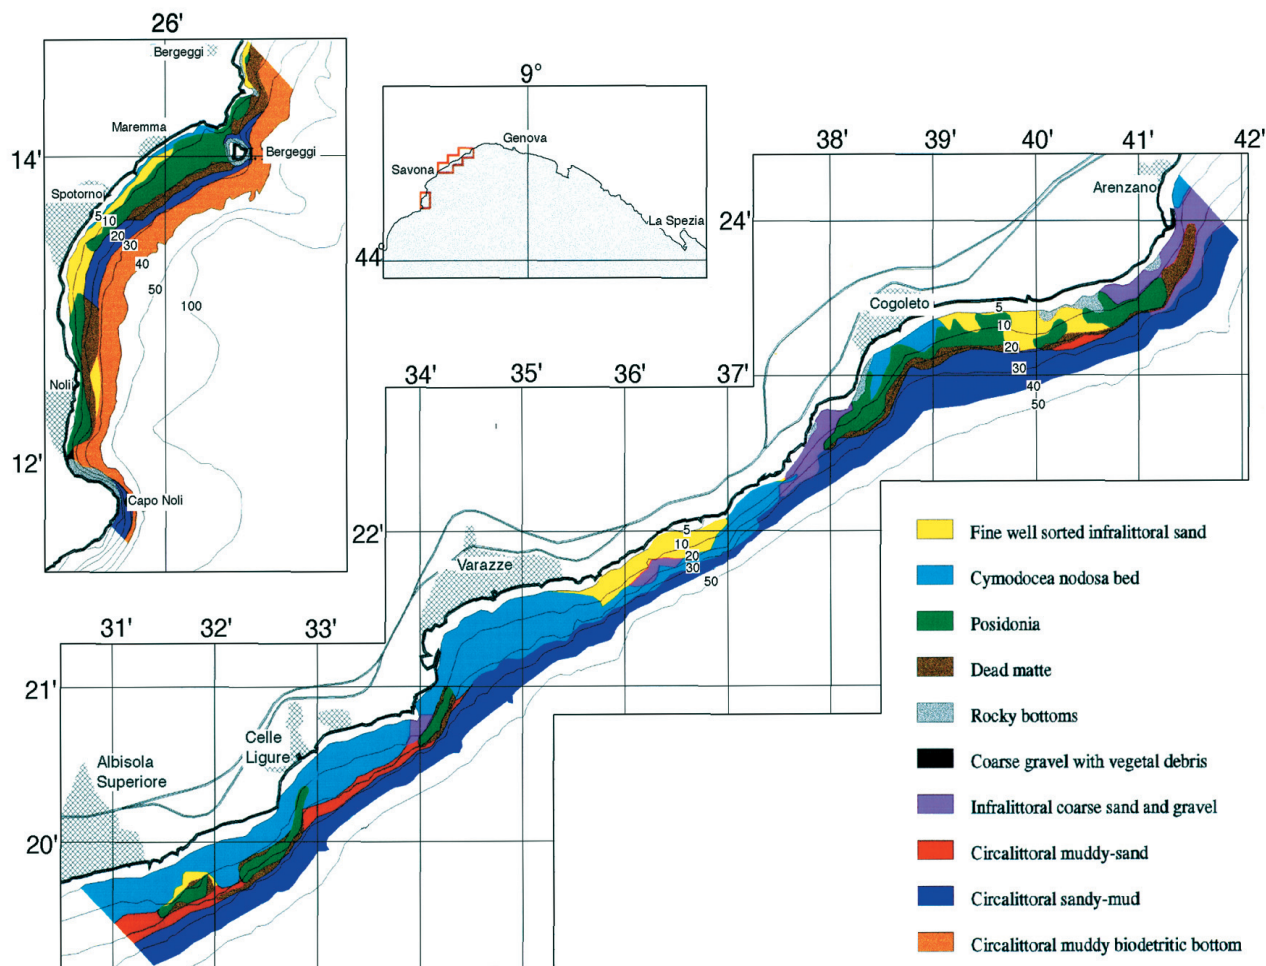 26'
Bergeggi
Maremma
14'
I. Bergeggi
Spotorno
5
10
20
30
40
50
100
Noli
12'
Capo Noli
9°
Genova
Savona
La Spezia
44°
38'
39'
40'
41'
42'
Arenzano
24'
Cogoleto
5
10
20
30
40
50
34'
35'
36'
37'
22'
5
10
20
30
50
Varazze
31'
32'
33'
21'
Celle
Ligure
Albisola
Superiore
20'
Fine well sorted infralittoral sand
Cymodocea nodosa bed
Posidonia
Dead matte
Rocky bottoms
Coarse gravel with vegetal debris
Infralittoral coarse sand and gravel
Circalittoral muddy-sand
Circalittoral sandy-mud
Circalittoral muddy biodetritic bottom